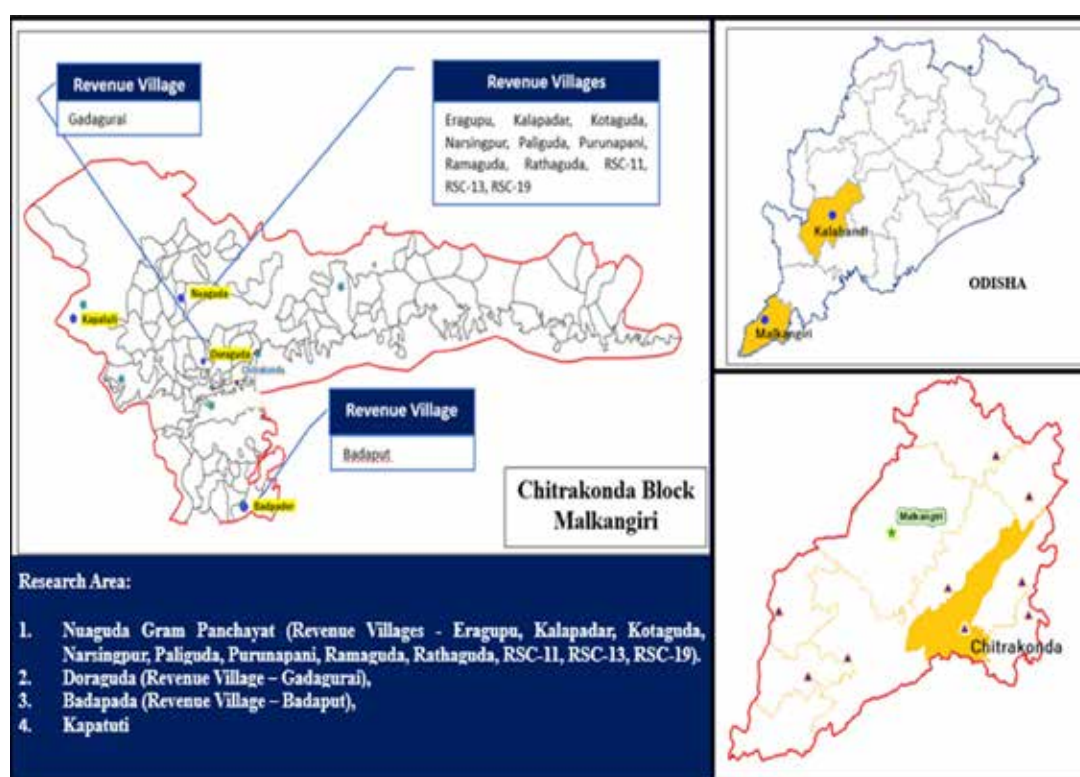 Revenue Village
Gadagurai
Revenue Villages
Eragupu, Kalapadar, Kotaguda,
Narsingpur, Paliguda, Purunapani,
Ramaguda, Rathaguda, RSC-11,
RSC-13, RSC-19
Nuaguda
Kapatuti
Doraguda
Chitrakonda
Revenue Village
Badaput
Badpader
Chitrakonda Block
Malkangiri
Kalahandi
ODISHA
Malkangiri
Malkangiri
Chitrakonda
Research Area:
1. Nuaguda Gram Panchayat (Revenue Villages - Eragupu, Kalapadar, Kotaguda,
Narsingpur, Paliguda, Purunapani, Ramaguda, Rathaguda, RSC-11, RSC-13, RSC-19).
2. Doraguda (Revenue Village – Gadagurai),
3. Badapada (Revenue Village – Badaput),
4. Kapatuti